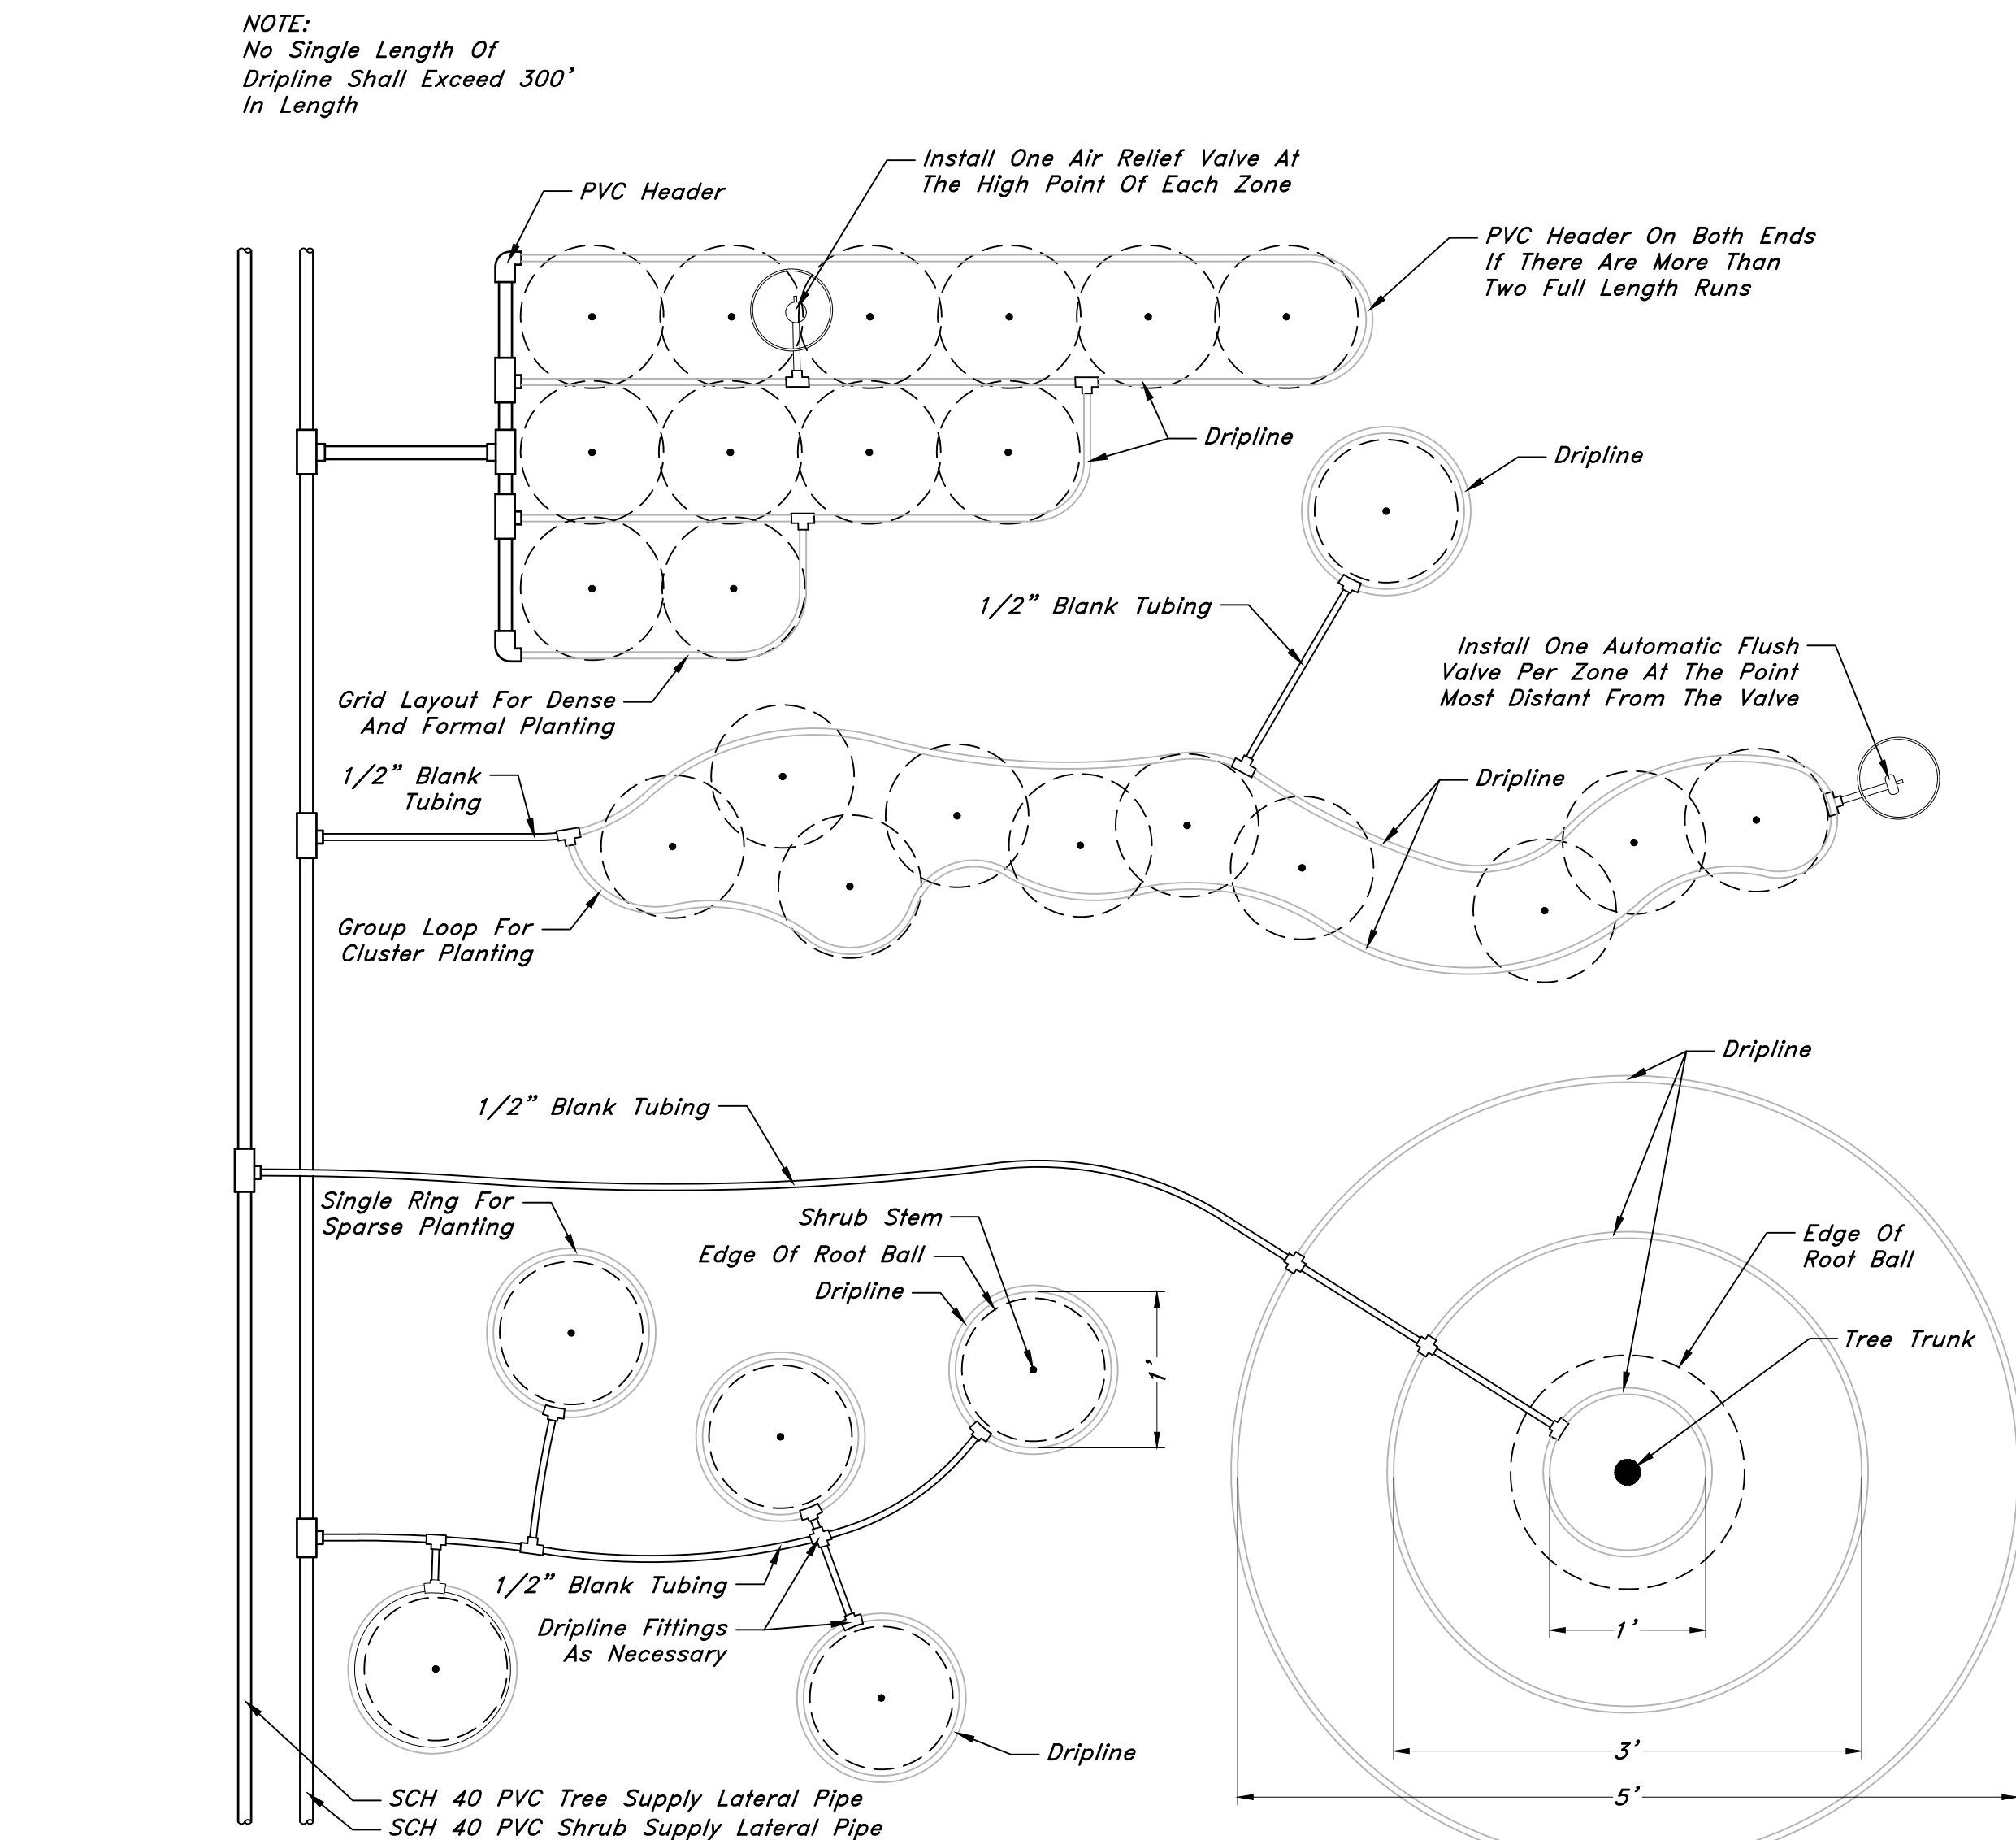 NOTE:
No Single Length Of
Dripline Shall Exceed 300'
In Length
Install One Air Relief Valve At
The High Point Of Each Zone
PVC Header
PVC Header On Both Ends
If There Are More Than
Two Full Length Runs
Dripline
Dripline
1/2" Blank Tubing
Install One Automatic Flush
Valve Per Zone At The Point
Most Distant From The Valve
Grid Layout For Dense
And Formal Planting
1/2" Blank
Tubing
Dripline
Group Loop For
Cluster Planting
Dripline
1/2" Blank Tubing
Single Ring For
Sparse Planting
Shrub Stem
Edge Of Root Ball
Dripline
Edge Of
Root Ball
Tree Trunk
1'
1/2" Blank Tubing
Dripline Fittings
As Necessary
1'
Dripline
3'
5'
SCH 40 PVC Tree Supply Lateral Pipe
SCH 40 PVC Shrub Supply Lateral Pipe